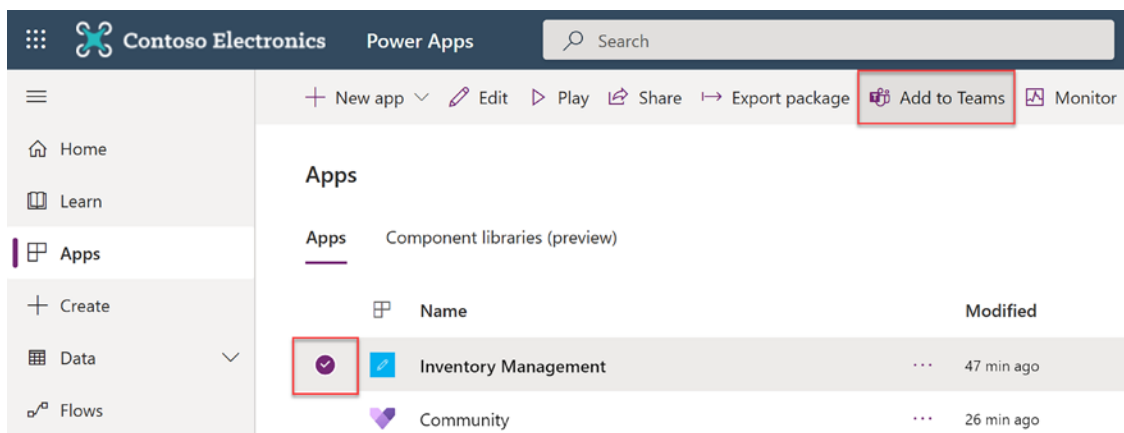 Contoso Electronics Power Apps Search
New app Edit Play Share Export package Add to Teams Monitor
Home
Learn
Apps
Create
Data
Flows
Apps
Apps Component libraries (preview)
Name Modified
Inventory Management ... 47 min ago
Community ... 26 min ago